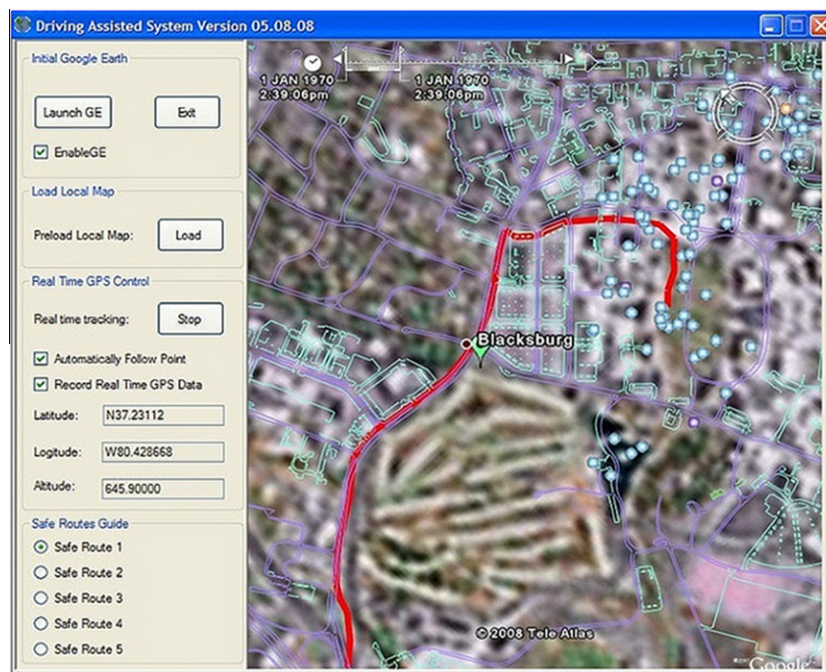 Driving Assisted System Version 05.08.08
Initial Google Earth
Launch GE
Exit
EnableGE
Load Local Map
Preload Local Map:
Load
Real Time GPS Control
Real time tracking:
Stop
Automatically Follow Point
Record Real Time GPS Data
Latitude:
N37.23112
Logitude:
W80.428668
Altitude:
645.90000
Safe Routes Guide
Safe Route 1
Safe Route 2
Safe Route 3
Safe Route 4
Safe Route 5
1 JAN 1970
2:39:06pm
1 JAN 1970
2:39:06pm
Blacksburg
© 2008 Tele Atlas
Google